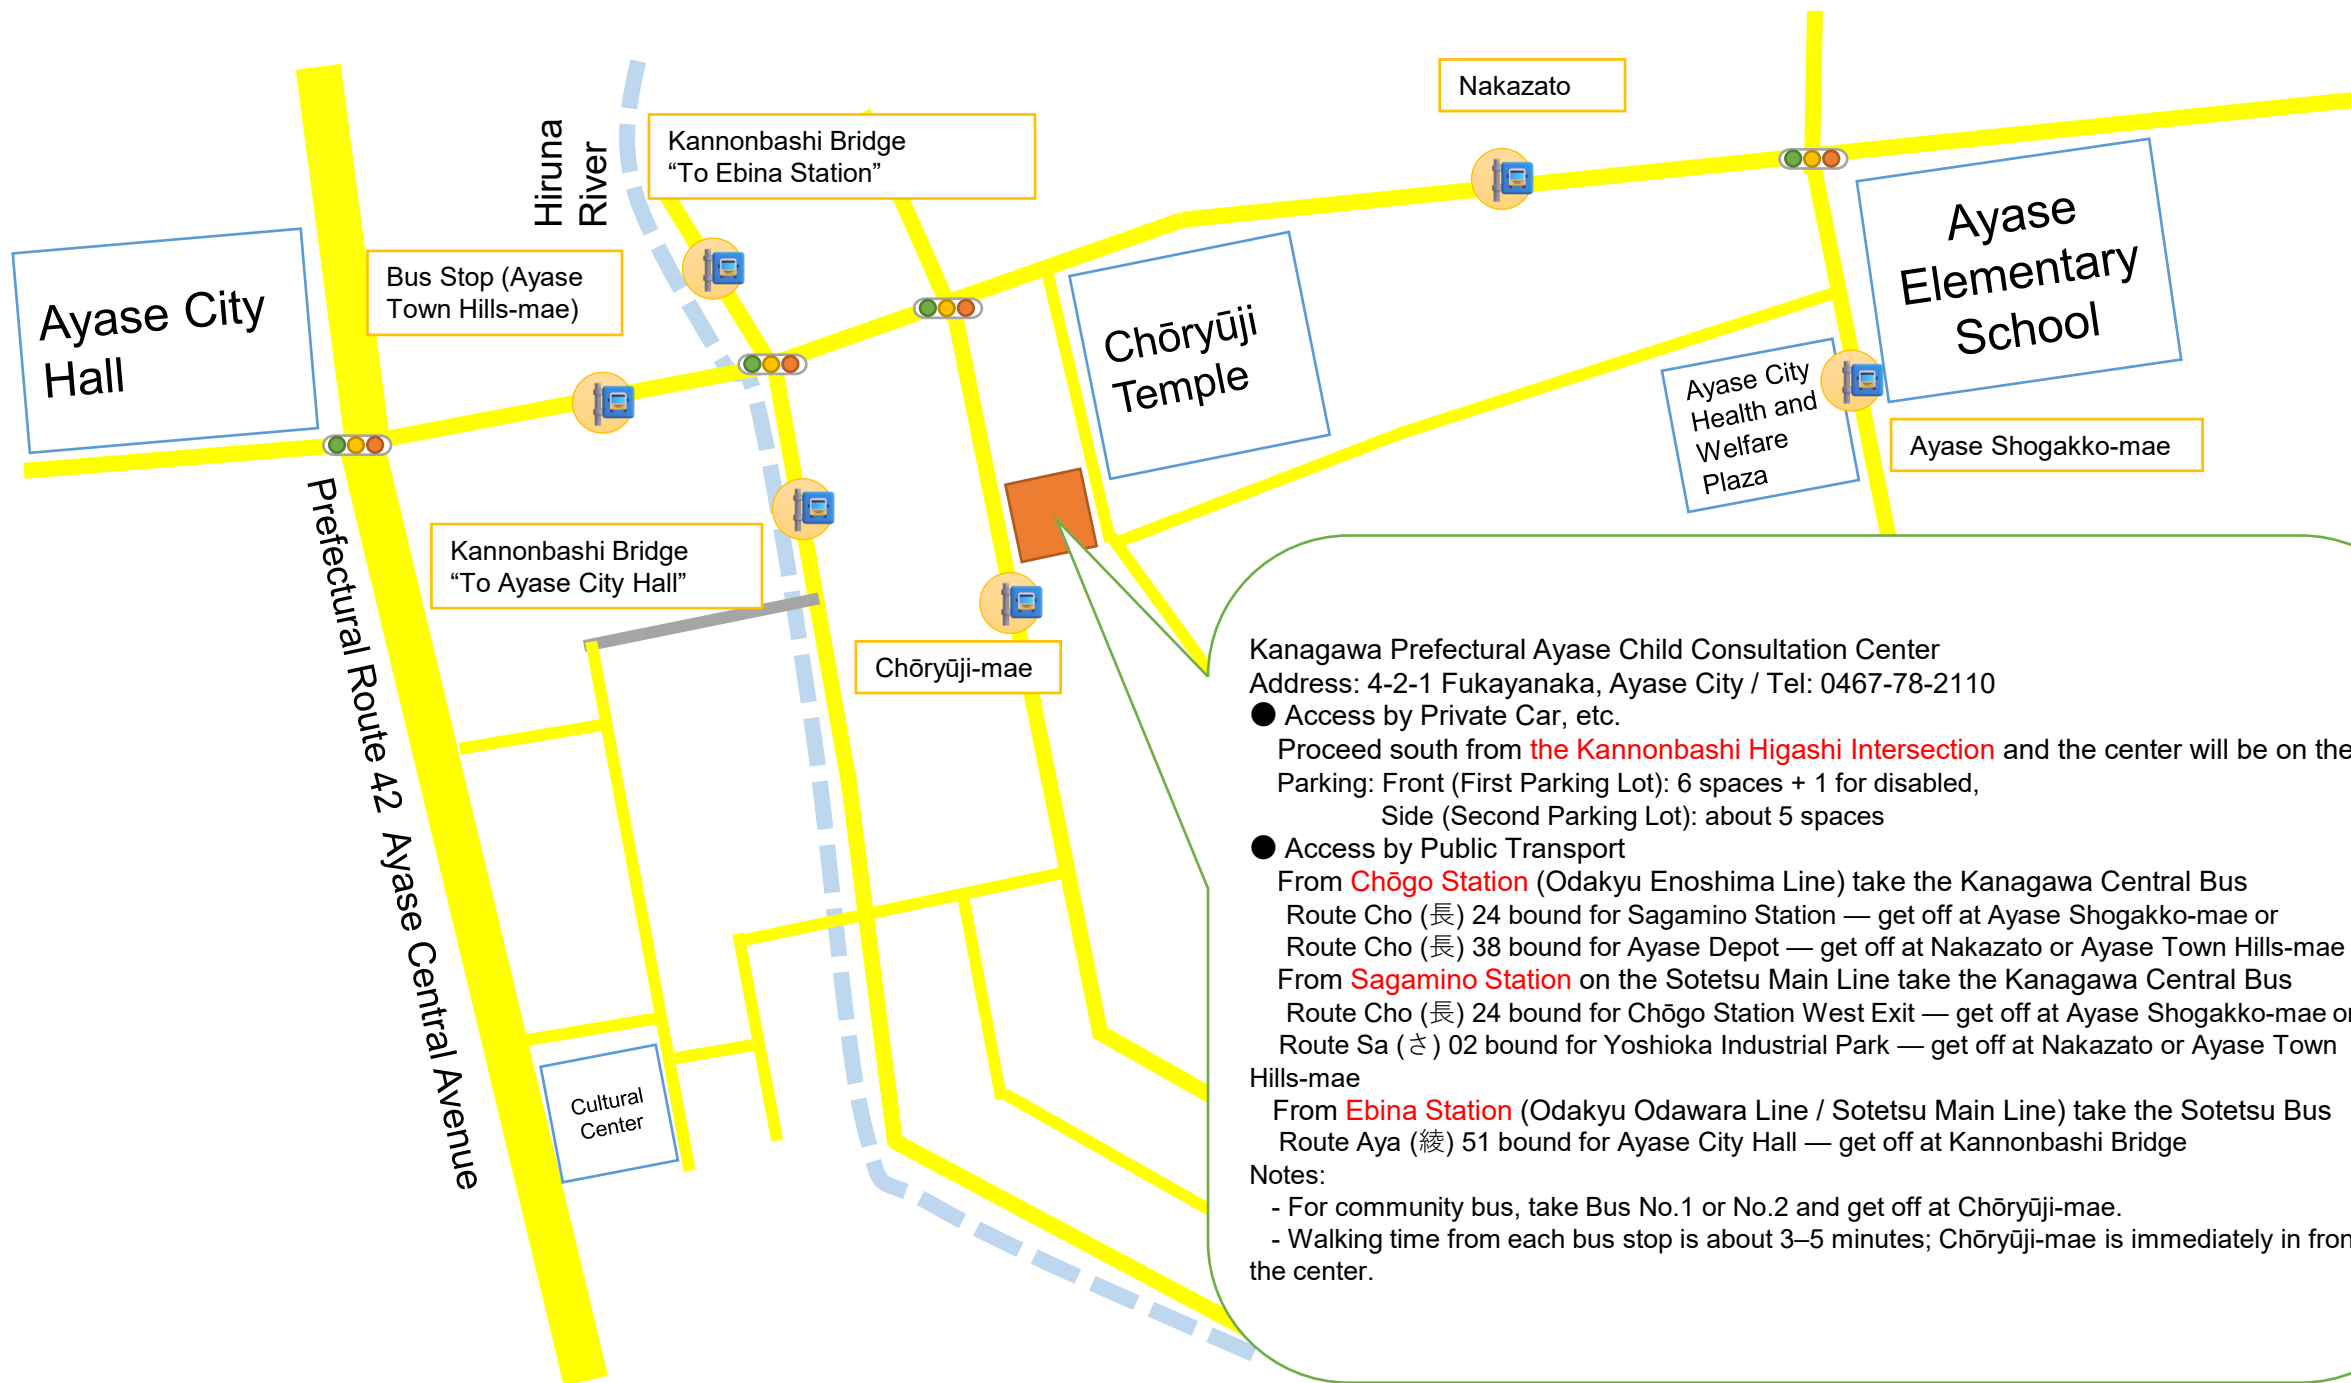 Nakazato
Kannonbashi Bridge
“To Ebina Station”
Hiruna
River
Bus Stop (Ayase
Town Hills-mae)
Ayase City
Hall
Ayase
Elementary
School
Chōryūji
Temple
Ayase City
Health and
Welfare
Plaza
Ayase Shogakko-mae
Kannonbashi Bridge
“To Ayase City Hall”
Chōryūji-mae
Prefectural Route 42 Ayase Central Avenue
Cultural
Center
Kanagawa Prefectural Ayase Child Consultation Center
Address: 4-2-1 Fukayanaka, Ayase City / Tel: 0467-78-2110
● Access by Private Car, etc.
Proceed south from the Kannonbashi Higashi Intersection and the center will be on the
Parking: Front (First Parking Lot): 6 spaces + 1 for disabled,
Side (Second Parking Lot): about 5 spaces
● Access by Public Transport
From Chōgo Station (Odakyu Enoshima Line) take the Kanagawa Central Bus
Route Cho (長) 24 bound for Sagamino Station — get off at Ayase Shogakko-mae or
Route Cho (長) 38 bound for Ayase Depot — get off at Nakazato or Ayase Town Hills-mae
From Sagamino Station on the Sotetsu Main Line take the Kanagawa Central Bus
Route Cho (長) 24 bound for Chōgo Station West Exit — get off at Ayase Shogakko-mae or
Route Sa (さ) 02 bound for Yoshioka Industrial Park — get off at Nakazato or Ayase Town
Hills-mae
From Ebina Station (Odakyu Odawara Line / Sotetsu Main Line) take the Sotetsu Bus
Route Aya (綾) 51 bound for Ayase City Hall — get off at Kannonbashi Bridge
Notes:
- For community bus, take Bus No.1 or No.2 and get off at Chōryūji-mae.
- Walking time from each bus stop is about 3–5 minutes; Chōryūji-mae is immediately in
the center.